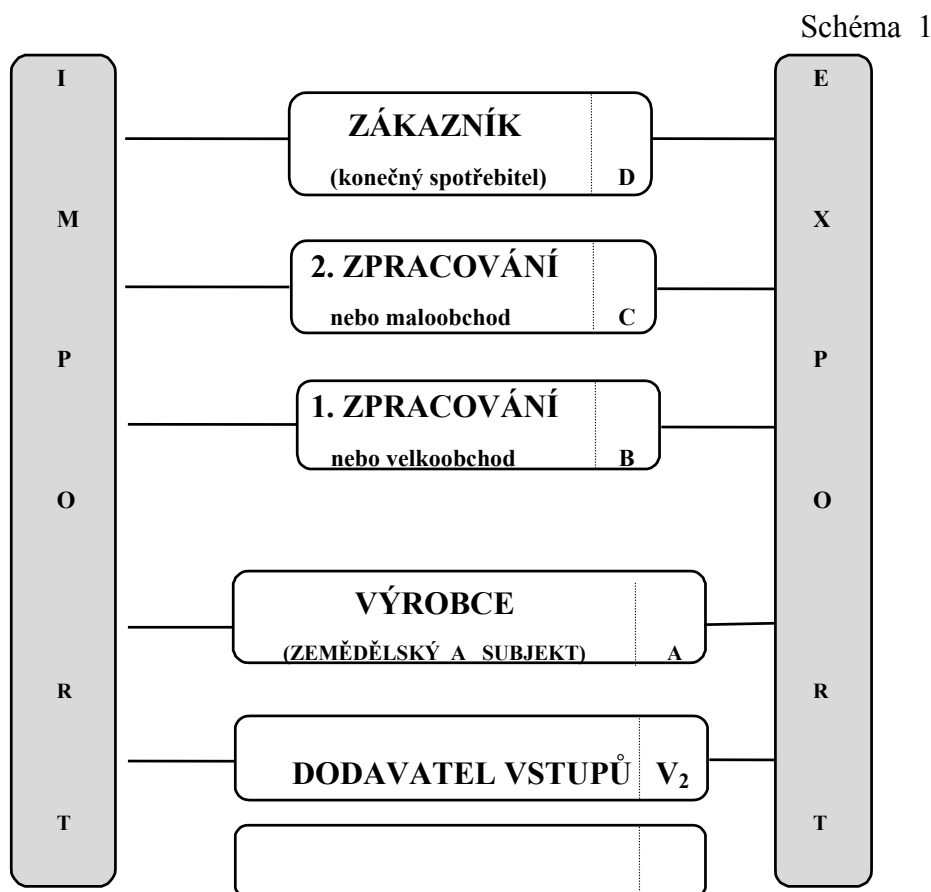 Schéma 1
I
E
ZÁKAZNÍK
(konečný spotřebitel) D
M
X
2. ZPRACOVÁNÍ
nebo maloobchod C
P
P
1. ZPRACOVÁNÍ
nebo velkoobchod B
O
O
VÝROBCE
(ZEMĚDĚLSKÝ A SUBJEKT) A
R
R
DODAVATEL VSTUPŮ V₂
T
T